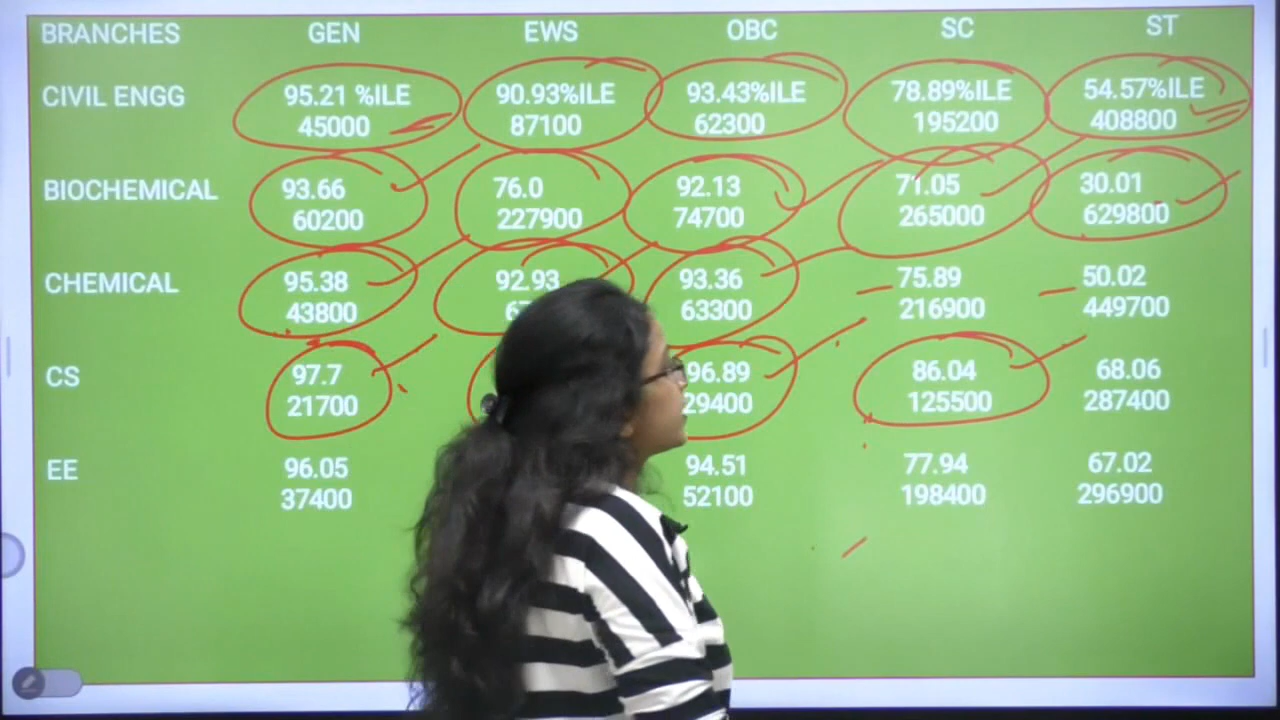 BRANCHES GEN EWS OBC SC ST
CIVIL ENGG 95.21 %ILE 90.93%ILE 93.43%ILE 78.89%ILE 54.57%ILE
45000 87100 62300 195200 408800
BIOCHEMICAL 93.66 76.0 92.13 71.05 30.01
60200 227900 74700 265000 629800
CHEMICAL 95.38 92.93 93.36 75.89 50.02
43800 63300 216900 449700
CS 97.7 96.89 86.04 68.06
21700 29400 125500 287400
EE 96.05 94.51 77.94 67.02
37400 52100 198400 296900